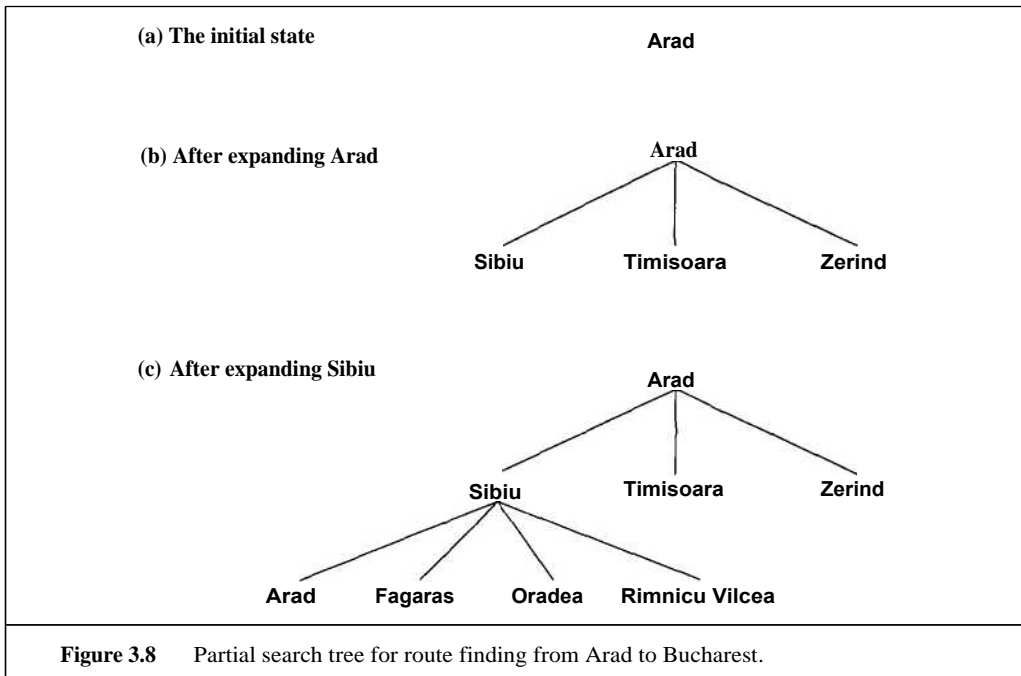 (a) The initial state
Arad
(b) After expanding Arad
Arad
Sibiu Timisoara Zerind
(c) After expanding Sibiu
Arad
Sibiu Timisoara Zerind
Arad Fagaras Oradea Rimnicu Vilcea
Figure 3.8 Partial search tree for route finding from Arad to Bucharest.